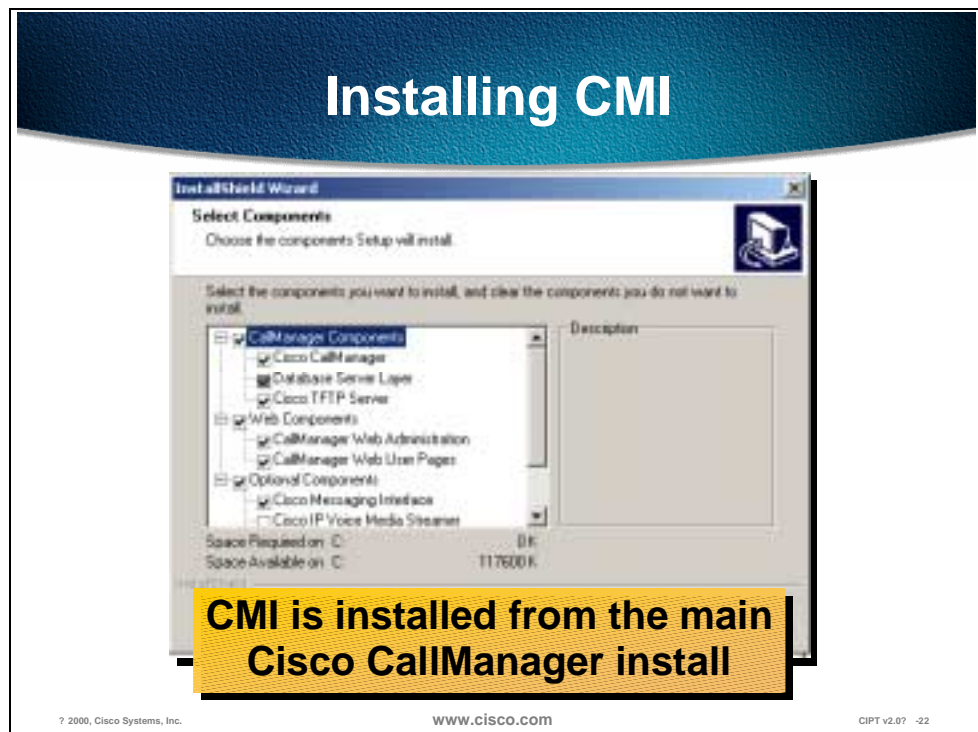 Installing CMI
InstallShield Wizard
Select Components
Choose the components Setup will install.
Select the components you want to install, and clear the components you do not want to
install.
CallManager Components
Cisco CallManager
Database Server Layer
Cisco TFTP Server
Web Components
CallManager Web Administration
CallManager Web User Pages
Optional Components
Cisco Messaging Interface
Cisco IP Voice Media Streamer
Description
Space Required on C: 0 K
Space Available on C: 117600 K
CMI is installed from the main
Cisco CallManager install
? 2000, Cisco Systems, Inc. www.cisco.com CIPT v2.0? -22